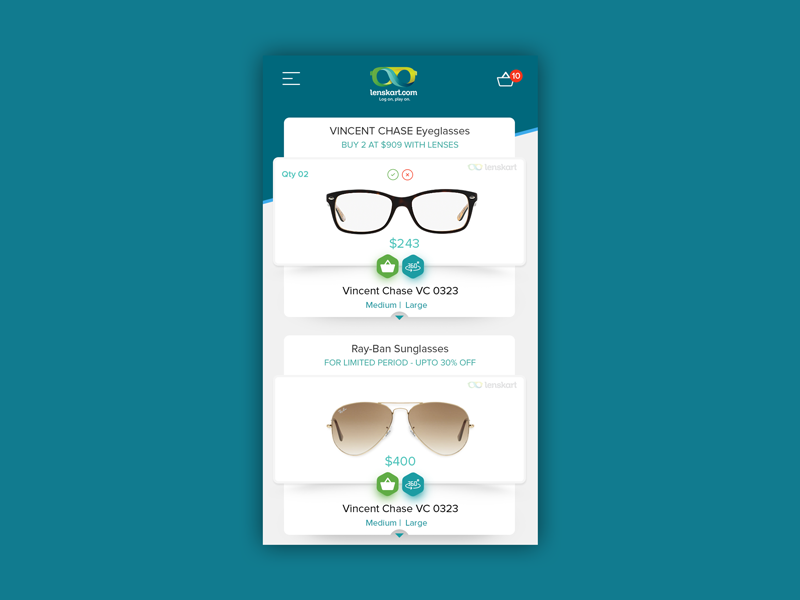 10
lenskart.com
Log on, play on.
VINCENT CHASE Eyeglasses
BUY 2 AT $909 WITH LENSES
lenskart
Qty 02
$243
360°
Vincent Chase VC 0323
Medium | Large
Ray-Ban Sunglasses
FOR LIMITED PERIOD - UPTO 30% OFF
lenskart
Ray-Ban
$400
360°
Vincent Chase VC 0323
Medium | Large